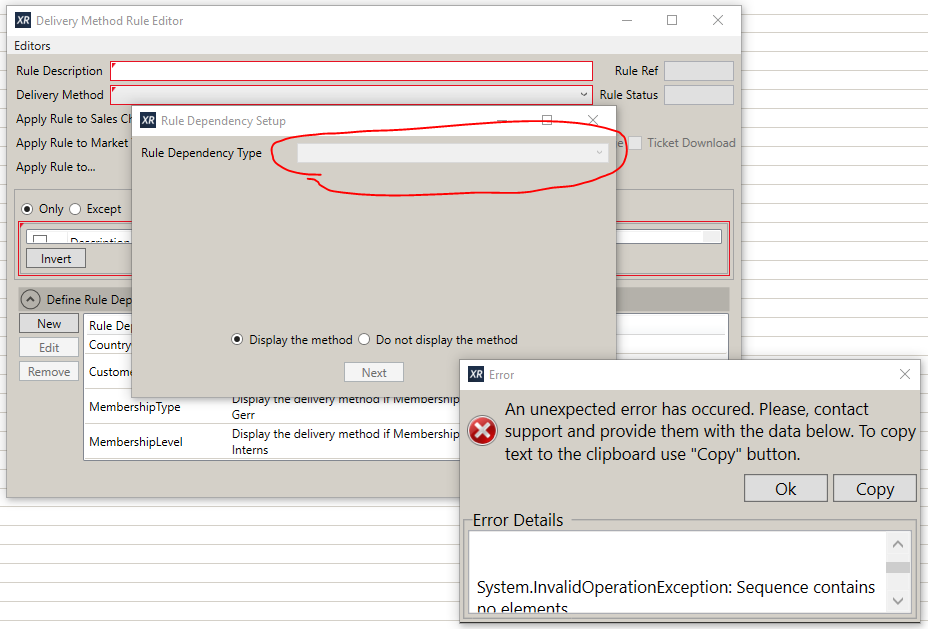 XR Delivery Method Rule Editor
Editors
Rule Description
Rule Ref
Delivery Method
Rule Status
Apply Rule to Sales Ch
XR Rule Dependency Setup
Apply Rule to Market
Rule Dependency Type
Ticket Download
Apply Rule to...
Only Except
Description
Invert
Define Rule Dep
New
Rule De
Display the method Do not display the method
Edit
Country
Remove
Custome
Next
MembershipType
Display the delivery method if Membership
Gerr
MembershipLevel
Display the delivery method if Membership
Interns
XR Error
An unexpected error has occured. Please, contact
support and provide them with the data below. To copy
text to the clipboard use "Copy" button.
Ok Copy
Error Details
System.InvalidOperationException: Sequence contains
no elements